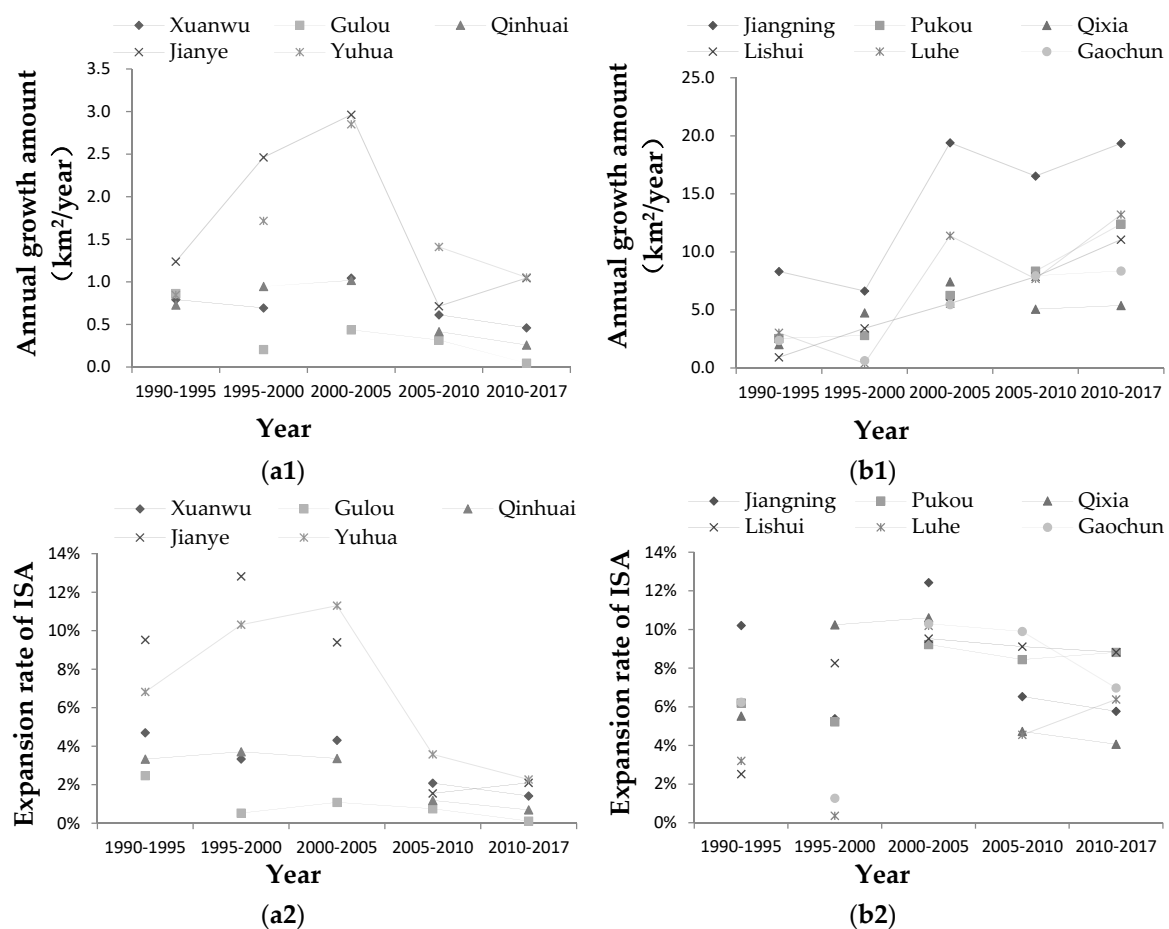 Xuanwu Gulou Qinhuai
Jianye Yuhua
Annual growth amount
(km²/year)
3.5
3.0
2.5
2.0
1.5
1.0
0.5
0.0
1990-1995 1995-2000 2000-2005 2005-2010 2010-2017
Year
(a1)
Jiangning Pukou Qixia
Lishui Luhe Gaochun
Annual growth amount
(km²/year)
25.0
20.0
15.0
10.0
5.0
0.0
1990-1995 1995-2000 2000-2005 2005-2010 2010-2017
Year
(b1)
Xuanwu Gulou Qinhuai
Jianye Yuhua
Expansion rate of ISA
14%
12%
10%
8%
6%
4%
2%
0%
1990-1995 1995-2000 2000-2005 2005-2010 2010-2017
Year
(a2)
Jiangning Pukou Qixia
Lishui Luhe Gaochun
Expansion rate of ISA
14%
12%
10%
8%
6%
4%
2%
0%
1990-1995 1995-2000 2000-2005 2005-2010 2010-2017
Year
(b2)